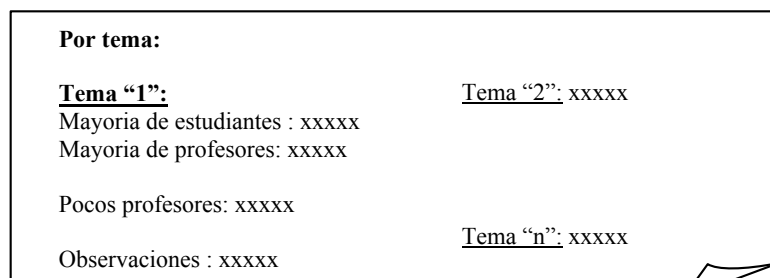 Por tema:
Tema “1”:
Mayoria de estudiantes : xxxxx
Mayoria de profesores: xxxxx
Pocos profesores: xxxxx
Observaciones : xxxxx
Tema “2”: xxxxx
Tema “n”: xxxxx